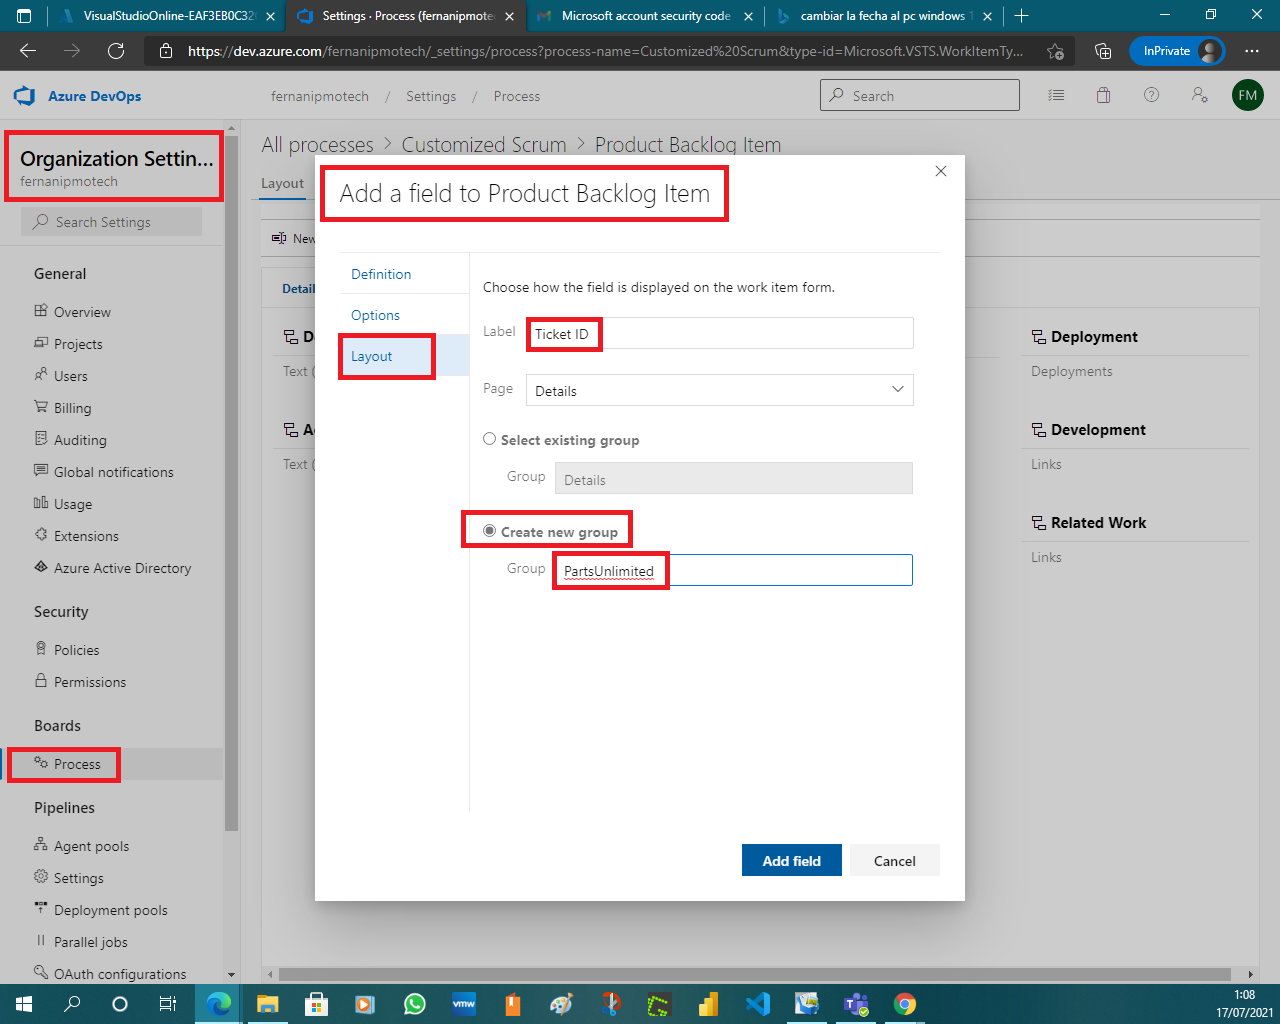 VisualStudioOnline-EAF3EB0C32
Settings · Process (fernanipmote
Microsoft account security code
cambiar la fecha al pc windows 1
https://dev.azure.com/fernanipmotech/_settings/process?process-name=Customized%20Scrum&type-id=Microsoft.VSTS.WorkItemTy...
InPrivate
Azure DevOps
fernanipmotech / Settings / Process
Search
FM
Organization Settin...
fernanipmotech
Search Settings
General
Overview
Projects
Users
Billing
Auditing
Global notifications
Usage
Extensions
Azure Active Directory
Security
Policies
Permissions
Boards
Process
Pipelines
Agent pools
Settings
Deployment pools
Parallel jobs
OAuth configurations
All processes > Customized Scrum > Product Backlog Item
Layout
New
Detail
Text (
Text (
Add a field to Product Backlog Item
Definition
Options
Layout
Choose how the field is displayed on the work item form.
Label Ticket ID
Page Details
Select existing group
Group Details
Create new group
Group PartsUnlimited
Add field
Cancel
Deployment
Deployments
Development
Links
Related Work
Links
vmw
1:08
17/07/2021